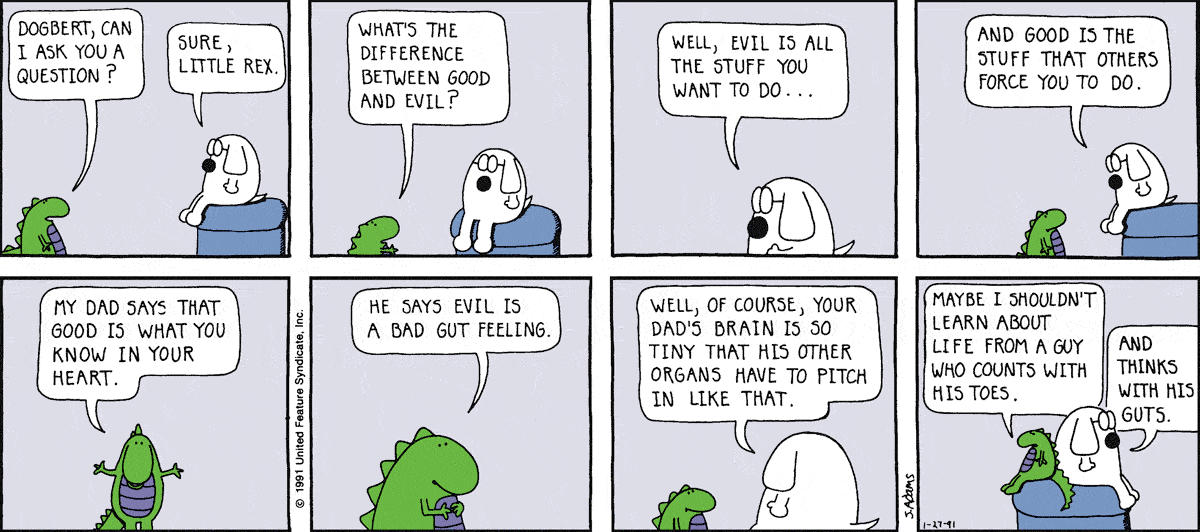 DOGBERT, CAN
I ASK YOU A
QUESTION?
SURE,
LITTLE REX.
WHAT'S THE
DIFFERENCE
BETWEEN GOOD
AND EVIL?
WELL, EVIL IS ALL
THE STUFF YOU
WANT TO DO...
AND GOOD IS THE
STUFF THAT OTHERS
FORCE YOU TO DO.
MY DAD SAYS THAT
GOOD IS WHAT YOU
KNOW IN YOUR
HEART.
© 1991 United Feature Syndicate, Inc.
HE SAYS EVIL IS
A BAD GUT FEELING.
WELL, OF COURSE, YOUR
DAD'S BRAIN IS SO
TINY THAT HIS OTHER
ORGANS HAVE TO PITCH
IN LIKE THAT.
S. ADAMS
MAYBE I SHOULDN'T
LEARN ABOUT
LIFE FROM A GUY
WHO COUNTS WITH
HIS TOES.
AND
THINKS
WITH HIS
GUTS.
1-27-91